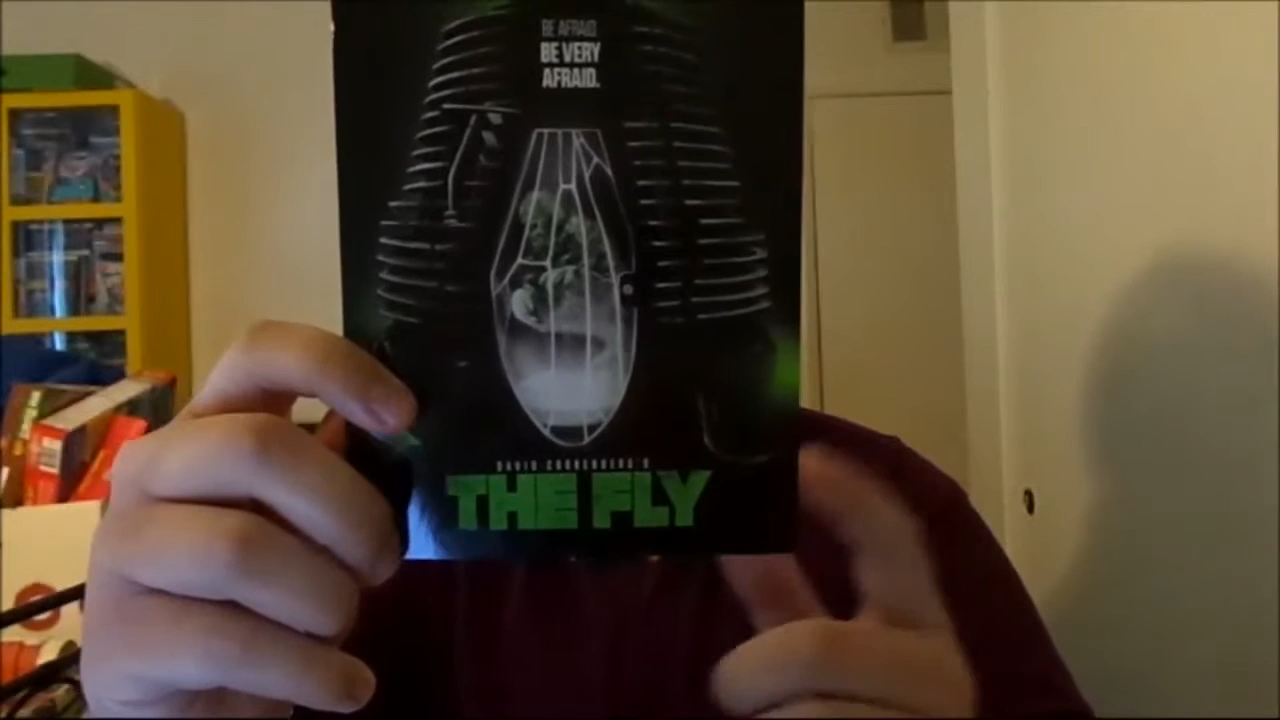 BE AFRAID.
BE VERY
AFRAID.
DAVID CRONENBERG'S
THE FLY